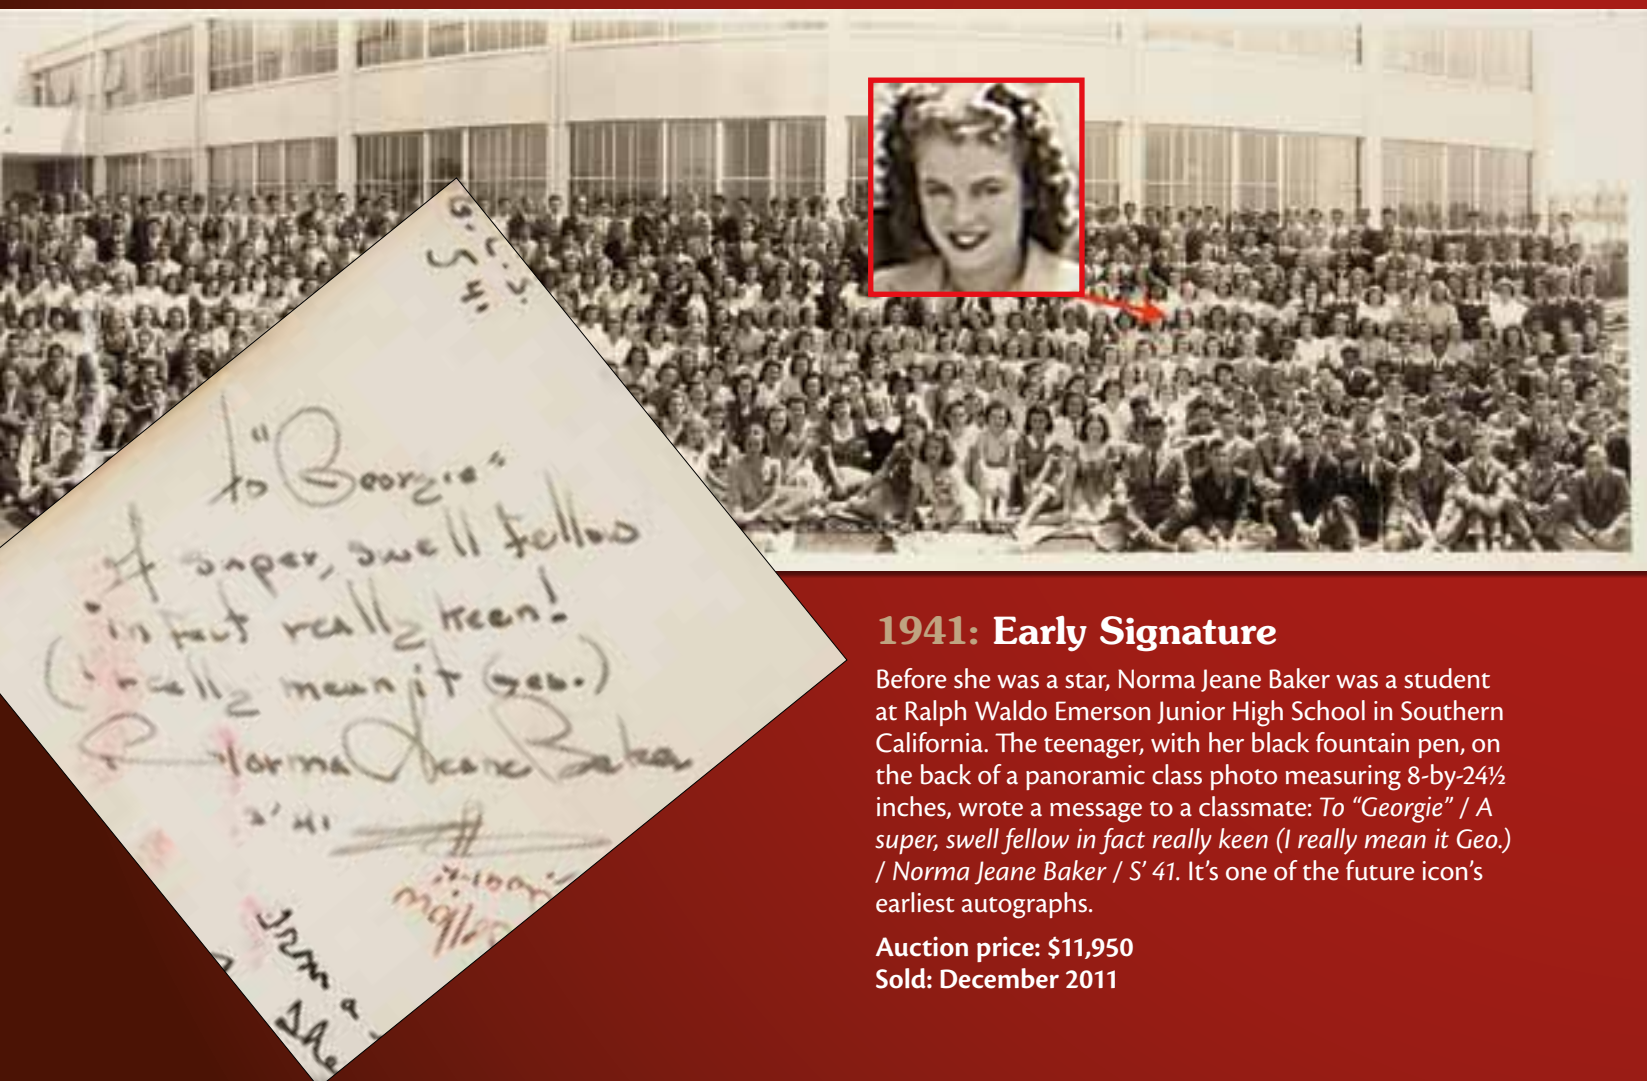 G.L.V.
S 41
to "Georgie"
A super, swell fellow
in fact really keen!
(I really mean it Geo.)
Norma Jeane Baker
S'41
Irma
She
1941: Early Signature
Before she was a star, Norma Jeane Baker was a student
at Ralph Waldo Emerson Junior High School in Southern
California. The teenager, with her black fountain pen, on
the back of a panoramic class photo measuring 8-by-24½
inches, wrote a message to a classmate: To “Georgie” / A
super, swell fellow in fact really keen (I really mean it Geo.)
/ Norma Jeane Baker / S’ 41. It’s one of the future icon’s
earliest autographs.
Auction price: $11,950
Sold: December 2011